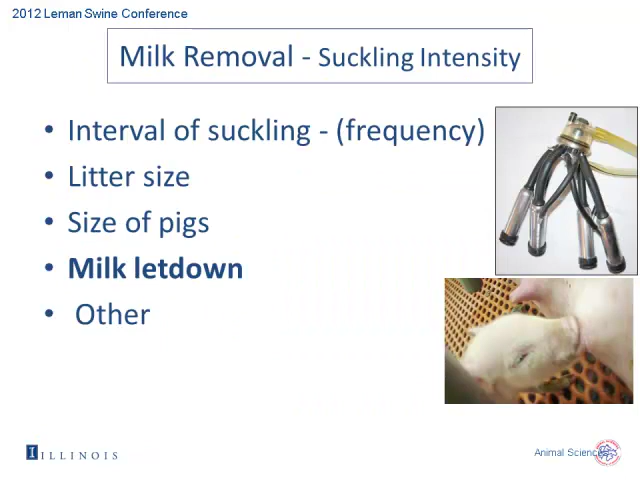 2012 Leman Swine Conference
Milk Removal - Suckling Intensity
• Interval of suckling - (frequency)
• Litter size
• Size of pigs
• Milk letdown
• Other
I ILLINOIS
Animal Sciences